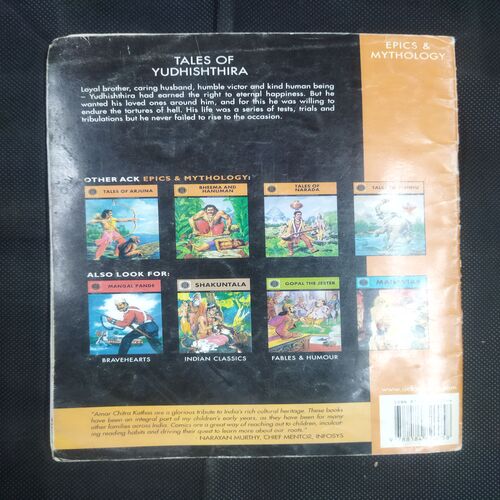 TALES OF
YUDHISHTHIRA
EPICS &
MYTHOLOGY
Loyal brother, caring husband, humble victor and kind human being
– Yudhishthira had earned the right to eternal happiness. But he
wanted his loved ones around him, and for this he was willing to
endure the tortures of hell. His life was a series of tests, trials and
tribulations but he never failed to rise to the occasion.
OTHER ACK EPICS & MYTHOLOGY:
TALES OF ARJUNA
BHEEMA AND
HANUMAN
TALES OF
NARADA
ALSO LOOK FOR:
MANGAL PANDE
SHAKUNTALA
GOPAL THE JESTER
BRAVEHEARTS
INDIAN CLASSICS
FABLES & HUMOUR
"Amar Chitra Kathas are a glorious tribute to India's rich cultural heritage. These books
have been an integral part of my children's early years, as they have been for many
other families across India. Comics are a great way of reaching out to children, inculcat-
ing reading habits and driving their quest to learn more about our roots."
NARAYAN MURTHY, CHIEF MENTOR, INFOSYS